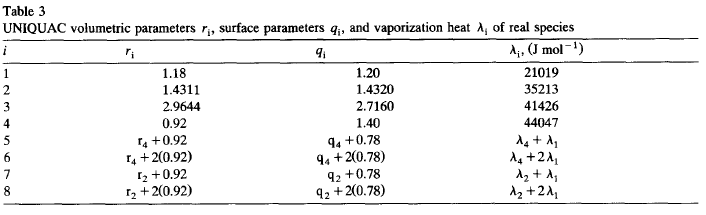 Table 3
UNIQUAC volumetric parameters rᵢ, surface parameters qᵢ, and vaporization heat λᵢ of real species
i rᵢ qᵢ λᵢ, (J mol⁻¹)
1 1.18 1.20 21019
2 1.4311 1.4320 35213
3 2.9644 2.7160 41426
4 0.92 1.40 44047
5 r₄ + 0.92 q₄ + 0.78 λ₄ + λ₁
6 r₄ + 2(0.92) q₄ + 2(0.78) λ₄ + 2λ₁
7 r₂ + 0.92 q₂ + 0.78 λ₂ + λ₁
8 r₂ + 2(0.92) q₂ + 2(0.78) λ₂ + 2λ₁